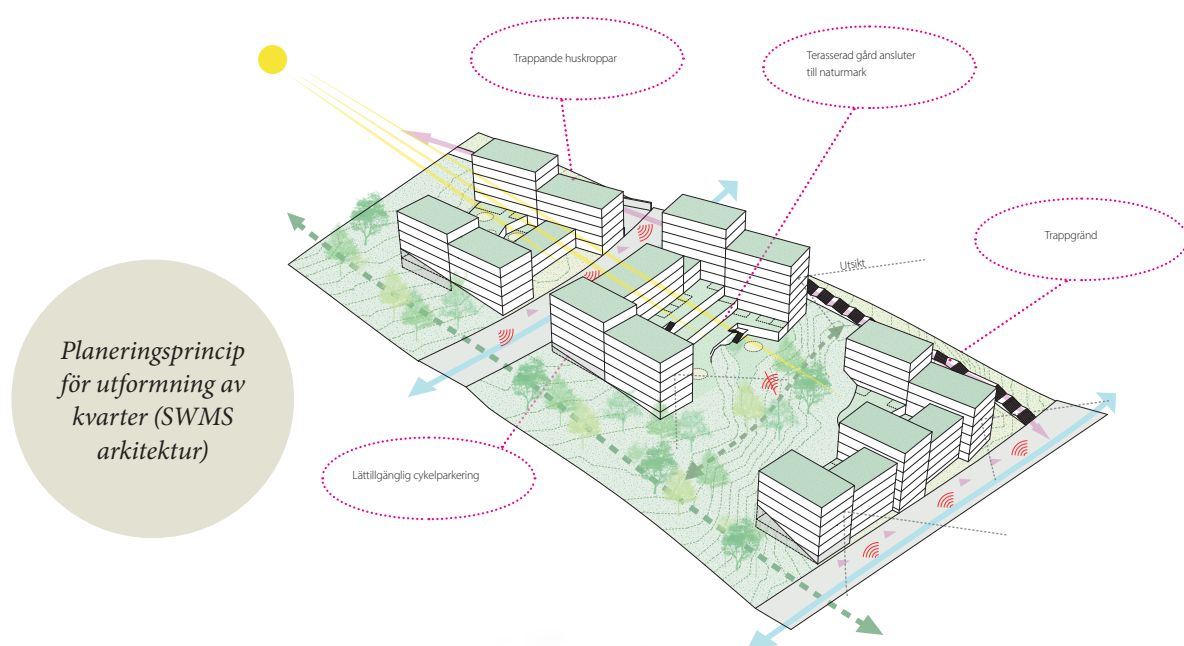 Trappande huskroppar
Terasserad gård ansluter
till naturmark
Trappgränd
Utsikt
Planeringsprincip
för utformning av
kvarter (SWMS
arkitektur)
Lättillgänglig cykelparkering